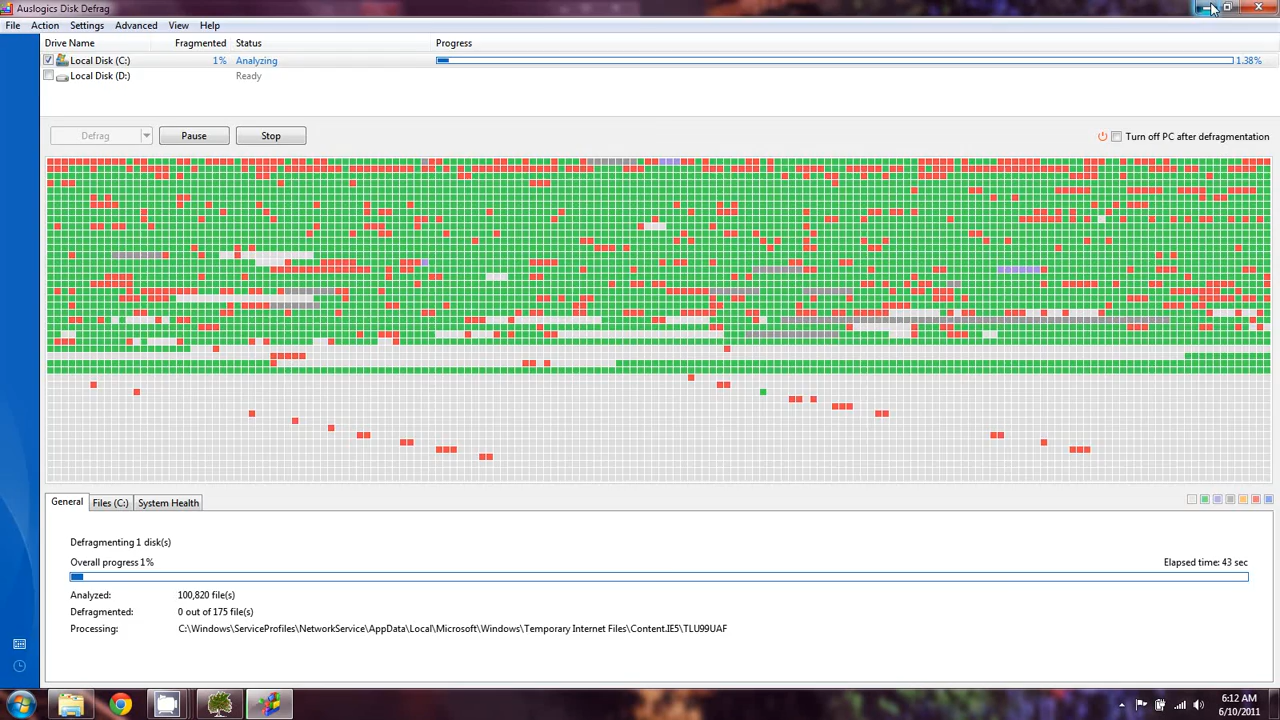 Auslogics Disk Defrag
File Action Settings Advanced View Help
Drive Name Fragmented Status Progress
Local Disk (C:) 1% Analyzing 1.38%
Local Disk (D:) Ready
Defrag Pause Stop Turn off PC after defragmentation
General Files (C:) System Health
Defragmenting 1 disk(s)
Overall progress 1% Elapsed time: 43 sec
Analyzed: 100,820 file(s)
Defragmented: 0 out of 175 file(s)
Processing: C:\Windows\ServiceProfiles\NetworkService\AppData\Local\Microsoft\Windows\Temporary Internet Files\Content.IE5\TLU99UAF
6:12 AM
6/10/2011